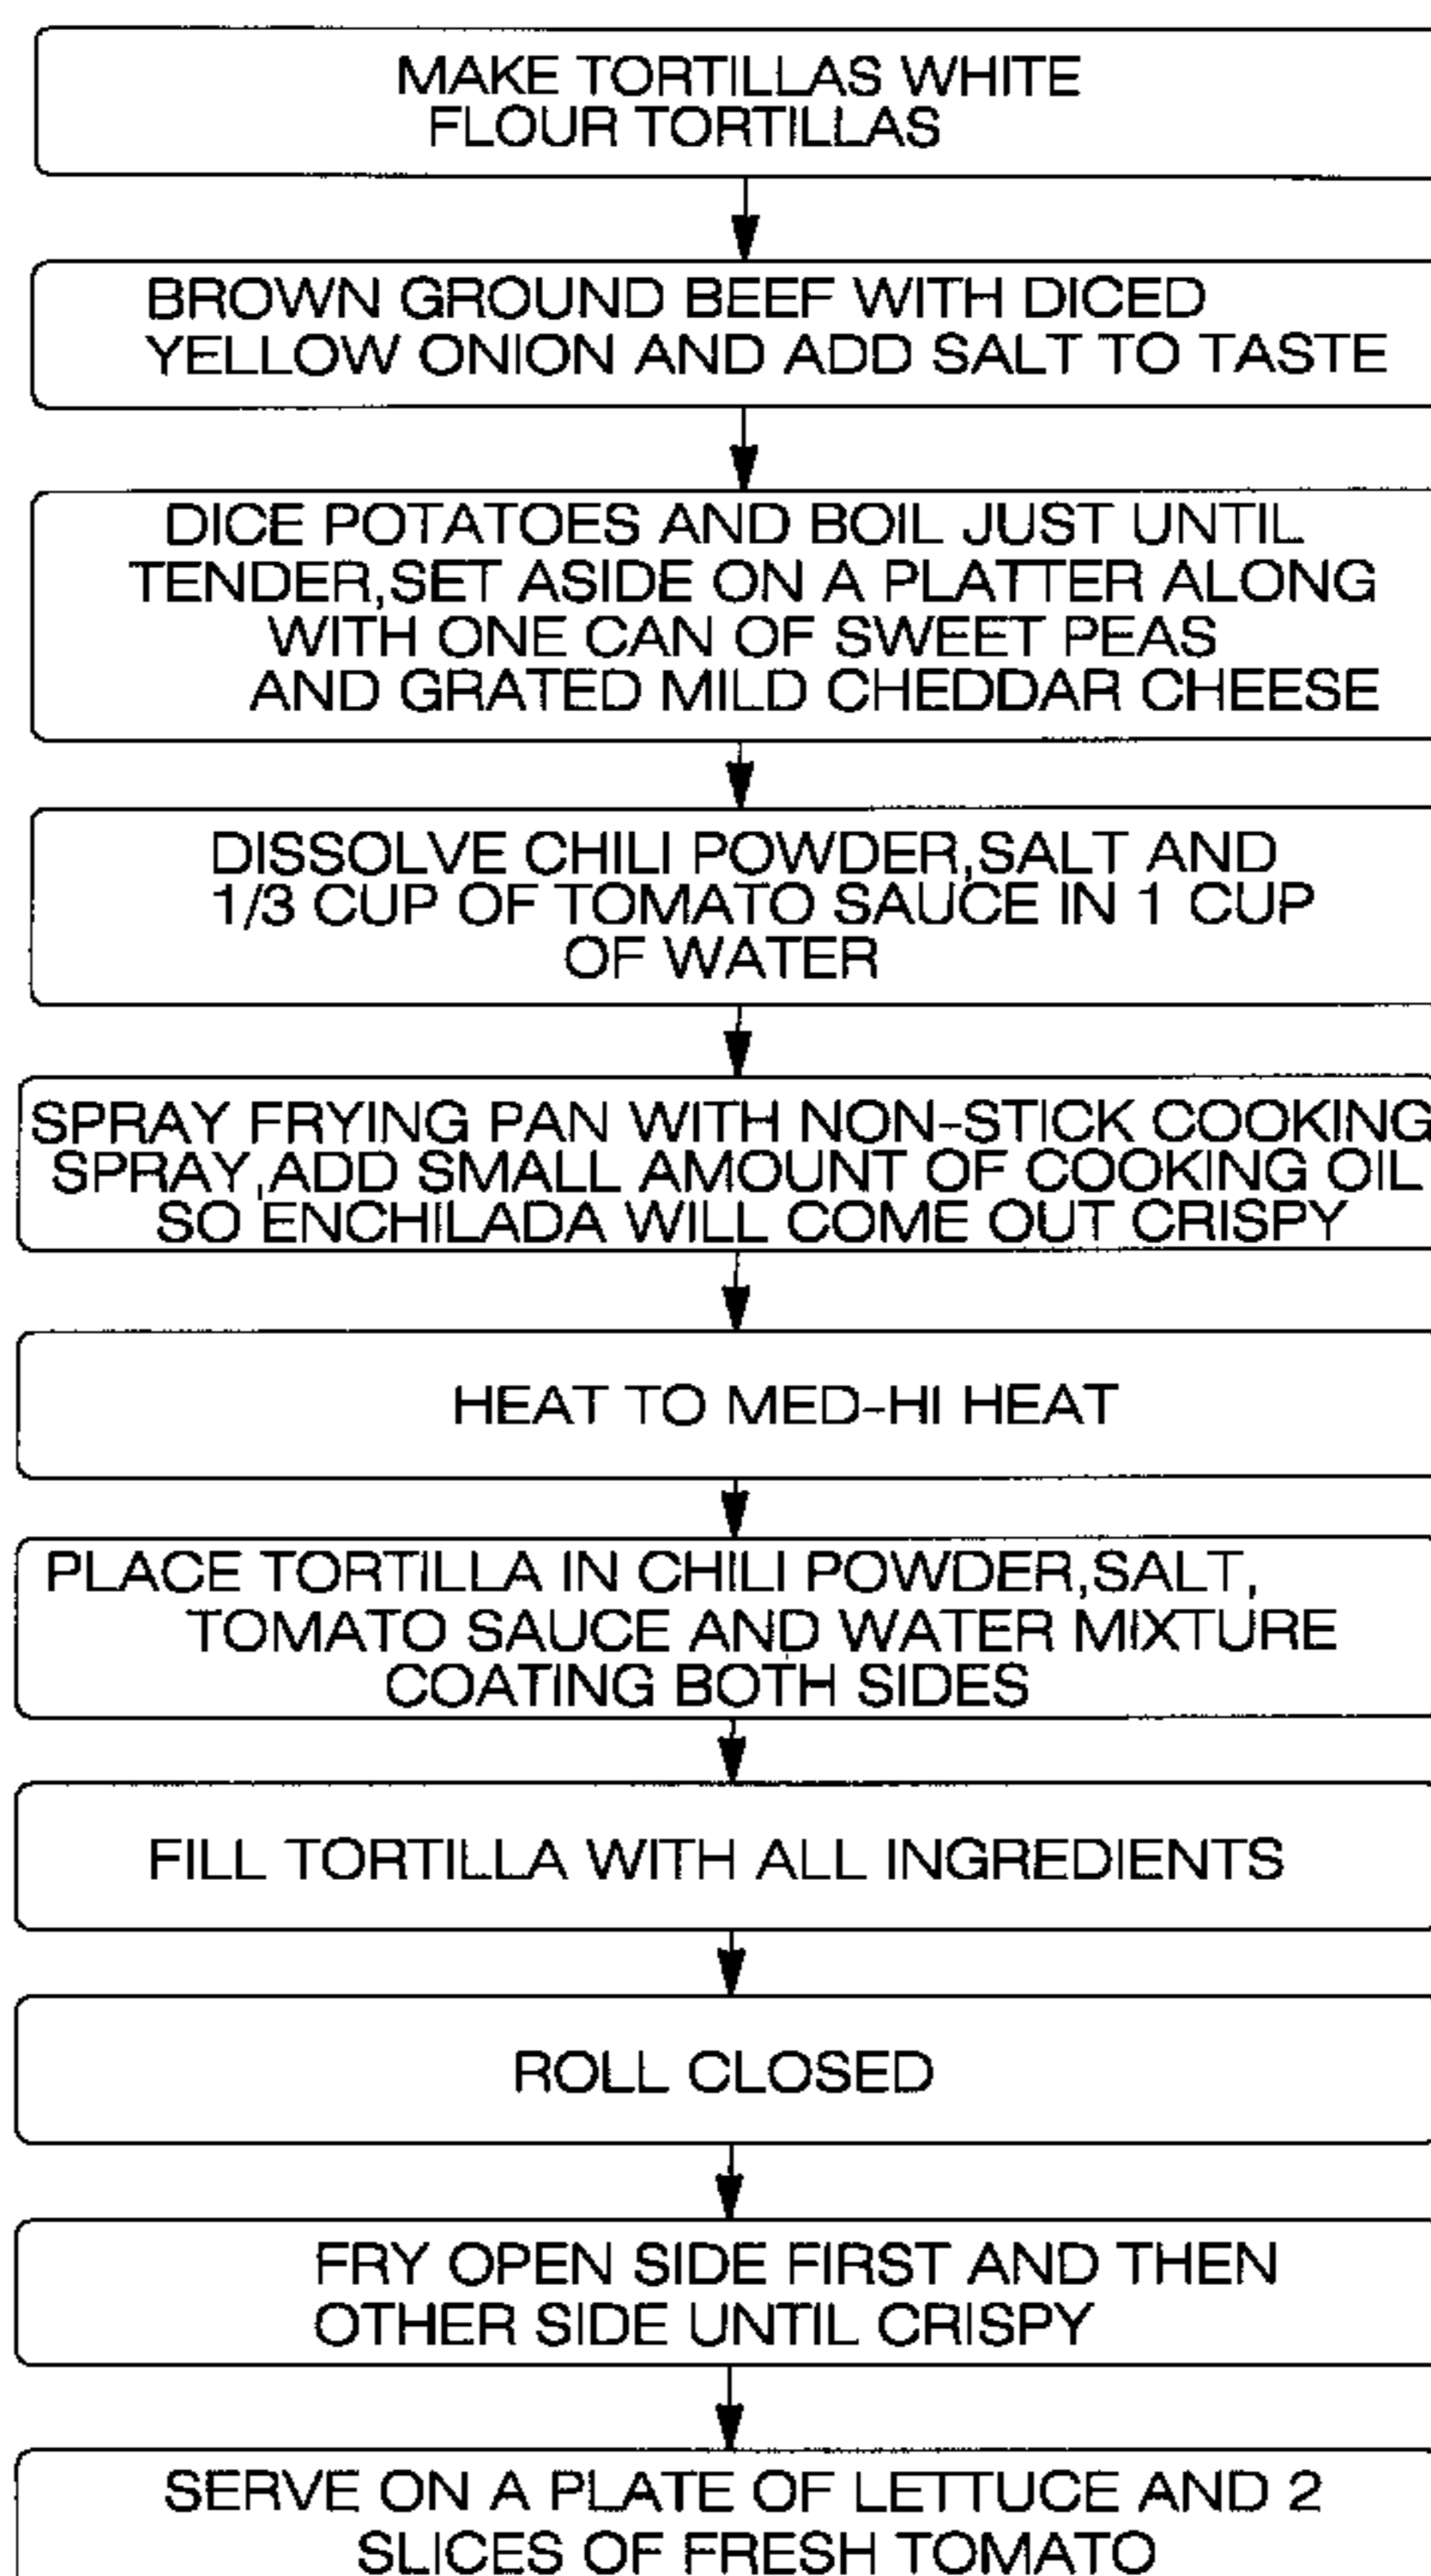 MAKE TORTILLAS WHITE
FLOUR TORTILLAS
BROWN GROUND BEEF WITH DICED
YELLOW ONION AND ADD SALT TO TASTE
DICE POTATOES AND BOIL JUST UNTIL
TENDER,SET ASIDE ON A PLATTER ALONG
WITH ONE CAN OF SWEET PEAS
AND GRATED MILD CHEDDAR CHEESE
DISSOLVE CHILI POWDER,SALT AND
1/3 CUP OF TOMATO SAUCE IN 1 CUP
OF WATER
SPRAY FRYING PAN WITH NON-STICK COOKING
SPRAY,ADD SMALL AMOUNT OF COOKING OIL
SO ENCHILADA WILL COME OUT CRISPY
HEAT TO MED-HI HEAT
PLACE TORTILLA IN CHILI POWDER,SALT,
TOMATO SAUCE AND WATER MIXTURE
COATING BOTH SIDES
FILL TORTILLA WITH ALL INGREDIENTS
ROLL CLOSED
FRY OPEN SIDE FIRST AND THEN
OTHER SIDE UNTIL CRISPY
SERVE ON A PLATE OF LETTUCE AND 2
SLICES OF FRESH TOMATO